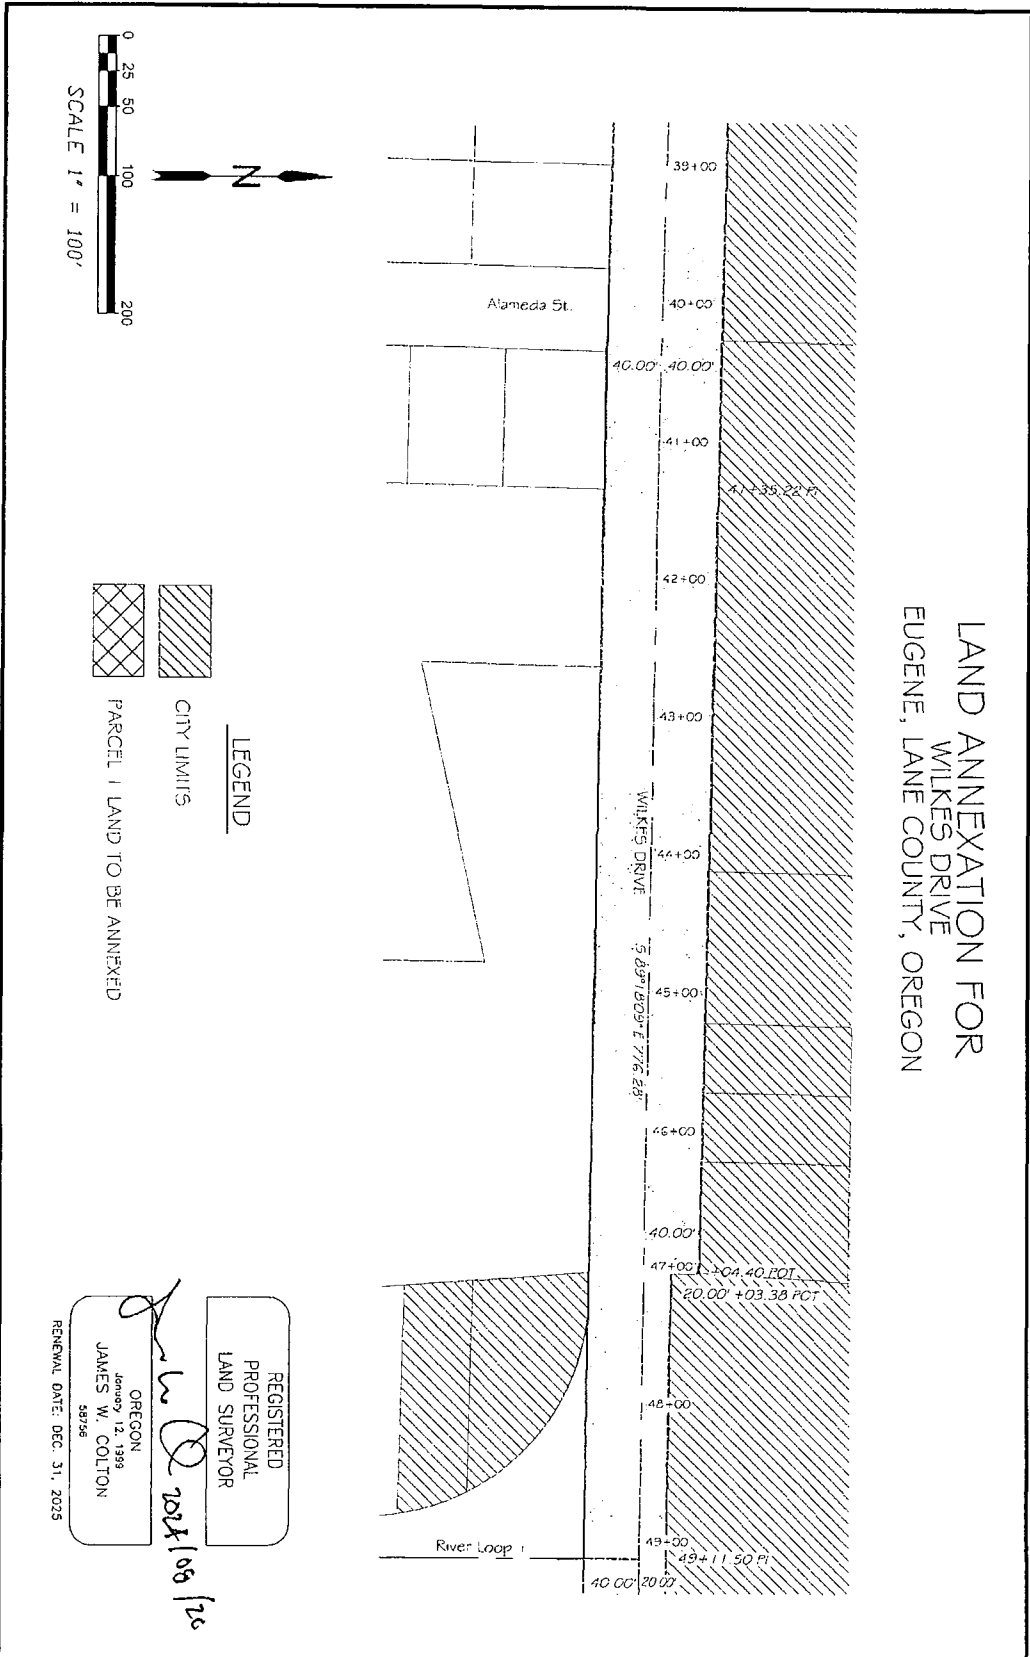 LAND ANNEXATION FOR
WILKES DRIVE
EUGENE, LANE COUNTY, OREGON
39+00
40+00
41+00
42+00
43+00
44+00
45+00
46+00
47+00
48+00
49+00
41+35.22 PI
+04.40 POT
20.00' +03.38 POT
49+11.50 PI
40.00' 40.00'
40.00'
40.00' 20.00'
Alameda St.
WILKES DRIVE
S 89°18'09" E 776.28'
River Loop 1
N
0 25 50 100 200
SCALE 1" = 100'
LEGEND
CITY LIMITS
PARCEL 1 LAND TO BE ANNEXED
REGISTERED
PROFESSIONAL
LAND SURVEYOR
OREGON
January 12, 1999
JAMES W. COLTON
58756
RENEWAL DATE: DEC. 31, 2025